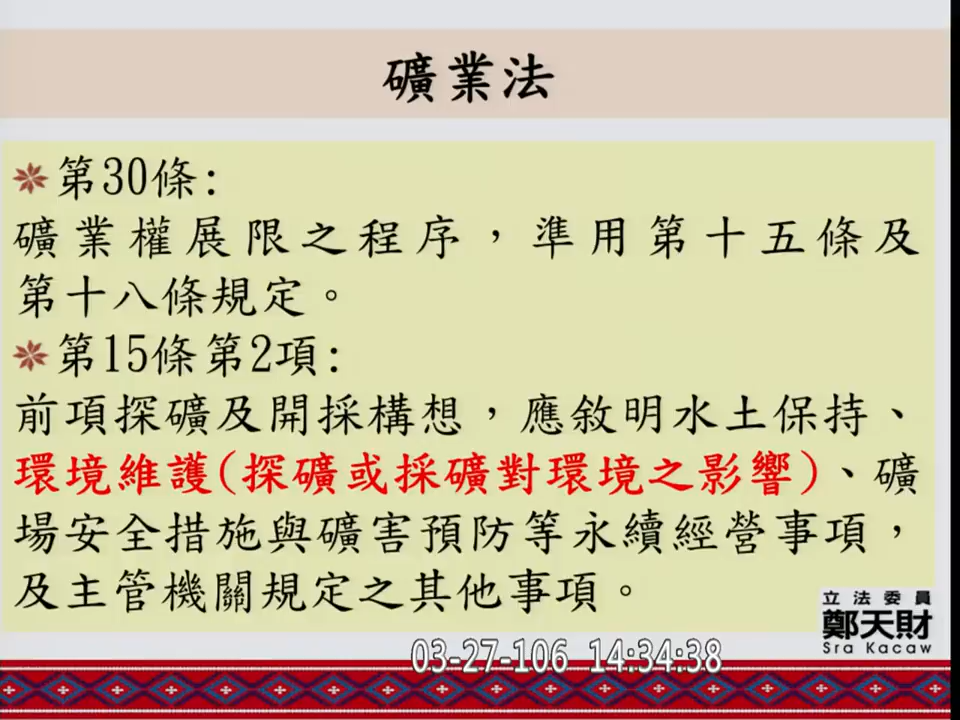 礦業法
第30條:
礦業權展限之程序，準用第十五條及
第十八條規定。
第15條第2項:
前項探礦及開採構想，應敘明水土保持、
環境維護(探礦或採礦對環境之影響)、礦
場安全措施與礦害預防等永續經營事項，
及主管機關規定之其他事項。
立法委員
鄭天財
Sra Kacaw
03-27-106 14:34:38